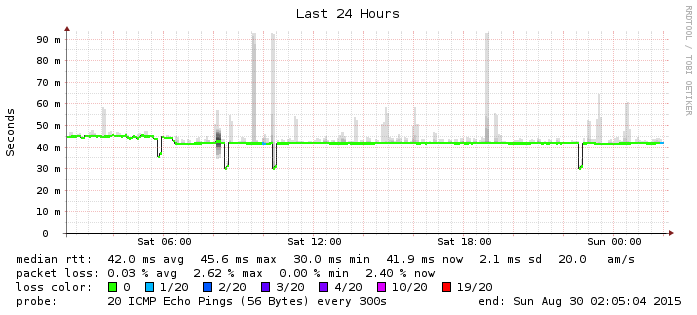 Last 24 Hours
RRDTOOL / TOBI OETIKER
Seconds
90 m
80 m
70 m
60 m
50 m
40 m
30 m
20 m
10 m
0
Sat 06:00 Sat 12:00 Sat 18:00 Sun 00:00
median rtt: 42.0 ms avg 45.6 ms max 30.0 ms min 41.9 ms now 2.1 ms sd 20.0 am/s
packet loss: 0.03 % avg 2.62 % max 0.00 % min 2.40 % now
loss color: 0 1/20 2/20 3/20 4/20 10/20 19/20
probe: 20 ICMP Echo Pings (56 Bytes) every 300s end: Sun Aug 30 02:05:04 2015